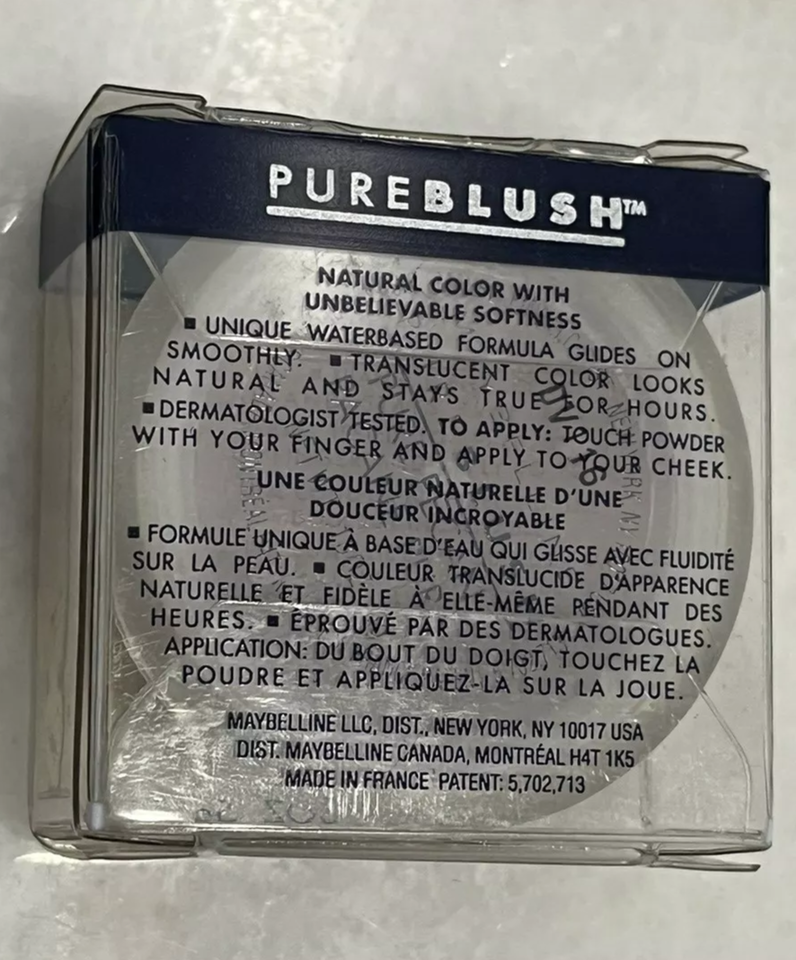 PUREBLUSH™
NATURAL COLOR WITH
UNBELIEVABLE SOFTNESS
▪ UNIQUE WATERBASED FORMULA GLIDES ON
SMOOTHLY. ▪ TRANSLUCENT COLOR LOOKS
NATURAL AND STAYS TRUE FOR HOURS.
▪ DERMATOLOGIST TESTED. TO APPLY: TOUCH POWDER
WITH YOUR FINGER AND APPLY TO YOUR CHEEK.
UNE COULEUR NATURELLE D'UNE
DOUCEUR INCROYABLE
▪ FORMULE UNIQUE À BASE D'EAU QUI GLISSE AVEC FLUIDITÉ
SUR LA PEAU. ▪ COULEUR TRANSLUCIDE D'APPARENCE
NATURELLE ET FIDÈLE À ELLE-MÊME PENDANT DES
HEURES. ▪ ÉPROUVÉ PAR DES DERMATOLOGUES.
APPLICATION: DU BOUT DU DOIGT, TOUCHEZ LA
POUDRE ET APPLIQUEZ-LA SUR LA JOUE.
MAYBELLINE LLC, DIST., NEW YORK, NY 10017 USA
DIST. MAYBELLINE CANADA, MONTRÉAL H4T 1K5
MADE IN FRANCE PATENT: 5,702,713